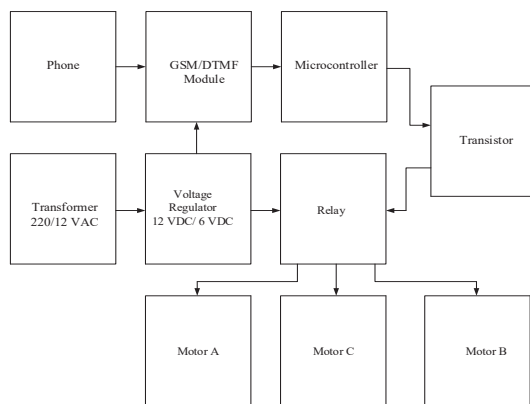 Phone
GSM/DTMF
Module
Microcontroller
Transistor
Transformer
220/12 VAC
Voltage
Regulator
12 VDC/ 6 VDC
Relay
Motor A
Motor C
Motor B